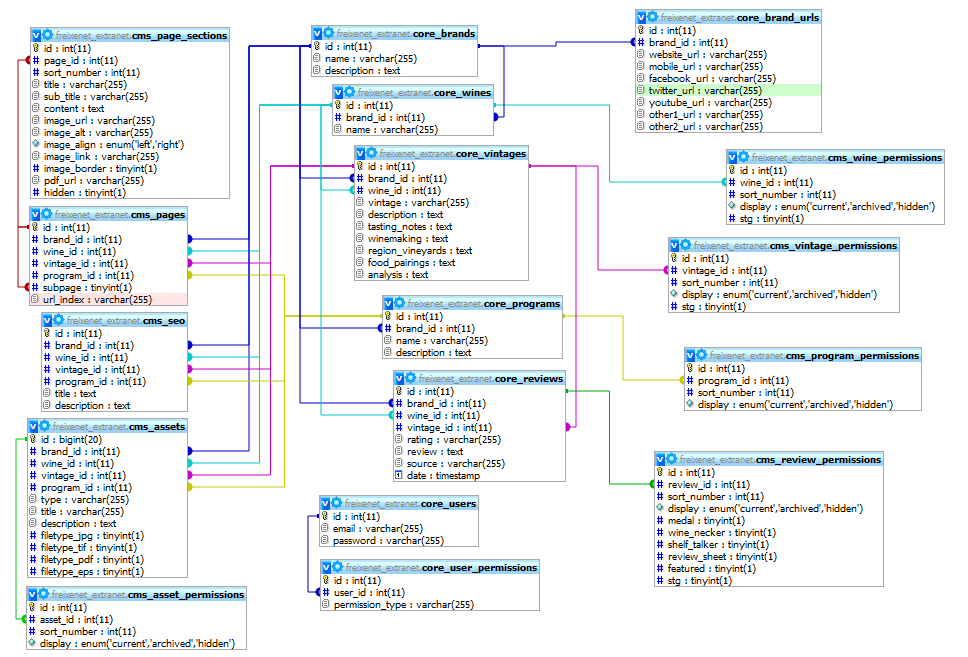 freixenet_extranet.cms_page_sections
id : int(11)
page_id : int(11)
sort_number : int(11)
title : varchar(255)
sub_title : varchar(255)
content : text
image_url : varchar(255)
image_alt : varchar(255)
image_align : enum('left','right')
image_link : varchar(255)
image_border : tinyint(1)
pdf_url : varchar(255)
hidden : tinyint(1)
freixenet_extranet.cms_pages
id : int(11)
brand_id : int(11)
wine_id : int(11)
vintage_id : int(11)
program_id : int(11)
subpage : tinyint(1)
url_index : varchar(255)
freixenet_extranet.cms_seo
id : int(11)
brand_id : int(11)
wine_id : int(11)
vintage_id : int(11)
program_id : int(11)
title : text
description : text
freixenet_extranet.cms_assets
id : bigint(20)
brand_id : int(11)
wine_id : int(11)
vintage_id : int(11)
program_id : int(11)
type : varchar(255)
title : varchar(255)
description : text
filetype_jpg : tinyint(1)
filetype_tif : tinyint(1)
filetype_pdf : tinyint(1)
filetype_eps : tinyint(1)
freixenet_extranet.cms_asset_permissions
id : int(11)
asset_id : int(11)
sort_number : int(11)
display : enum('current','archived','hidden')
freixenet_extranet.core_brands
id : int(11)
name : varchar(255)
description : text
freixenet_extranet.core_wines
id : int(11)
brand_id : int(11)
name : varchar(255)
freixenet_extranet.core_vintages
id : int(11)
brand_id : int(11)
wine_id : int(11)
vintage : varchar(255)
description : text
tasting_notes : text
winemaking : text
region_vineyards : text
food_pairings : text
analysis : text
freixenet_extranet.core_programs
id : int(11)
brand_id : int(11)
name : varchar(255)
description : text
freixenet_extranet.core_reviews
id : int(11)
brand_id : int(11)
wine_id : int(11)
vintage_id : int(11)
rating : varchar(255)
review : text
source : varchar(255)
date : timestamp
freixenet_extranet.core_users
id : int(11)
email : varchar(255)
password : varchar(255)
freixenet_extranet.core_user_permissions
id : int(11)
user_id : int(11)
permission_type : varchar(255)
freixenet_extranet.core_brand_urls
id : int(11)
brand_id : int(11)
website_url : varchar(255)
mobile_url : varchar(255)
facebook_url : varchar(255)
twitter_url : varchar(255)
youtube_url : varchar(255)
other1_url : varchar(255)
other2_url : varchar(255)
freixenet_extranet.cms_wine_permissions
id : int(11)
wine_id : int(11)
sort_number : int(11)
display : enum('current','archived','hidden')
stg : tinyint(1)
freixenet_extranet.cms_vintage_permissions
id : int(11)
vintage_id : int(11)
sort_number : int(11)
display : enum('current','archived','hidden')
stg : tinyint(1)
freixenet_extranet.cms_program_permissions
id : int(11)
program_id : int(11)
sort_number : int(11)
display : enum('current','archived','hidden')
freixenet_extranet.cms_review_permissions
id : int(11)
review_id : int(11)
sort_number : int(11)
display : enum('current','archived','hidden')
medal : tinyint(1)
wine_necker : tinyint(1)
shelf_talker : tinyint(1)
review_sheet : tinyint(1)
featured : tinyint(1)
stg : tinyint(1)